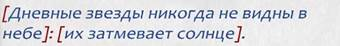 [Дневные звезды никогда не видны в
небе]: [их затмевает солнце].